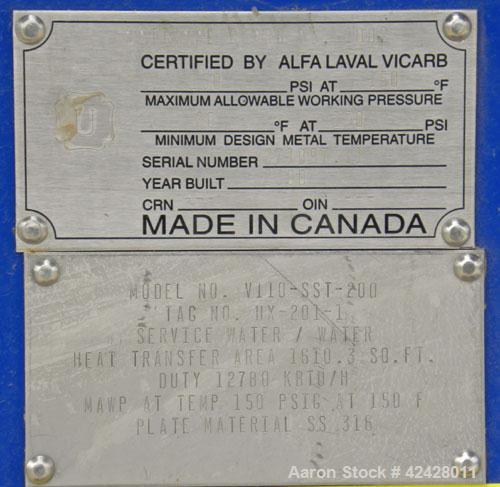 CERTIFIED BY ALFA LAVAL VICARB
PSI AT °F
MAXIMUM ALLOWABLE WORKING PRESSURE
°F AT PSI
MINIMUM DESIGN METAL TEMPERATURE
U
SERIAL NUMBER
YEAR BUILT
CRN OIN
MADE IN CANADA
MODEL NO. V110-SST-200
TAG NO. HX-201-1
SERVICE WATER / WATER
HEAT TRANSFER AREA 1610.3 SQ.FT.
DUTY 12780 KBTU/H
MAWP AT TEMP 150 PSIG AT 150 F
PLATE MATERIAL SS 316
Aaron Stock # 42428011